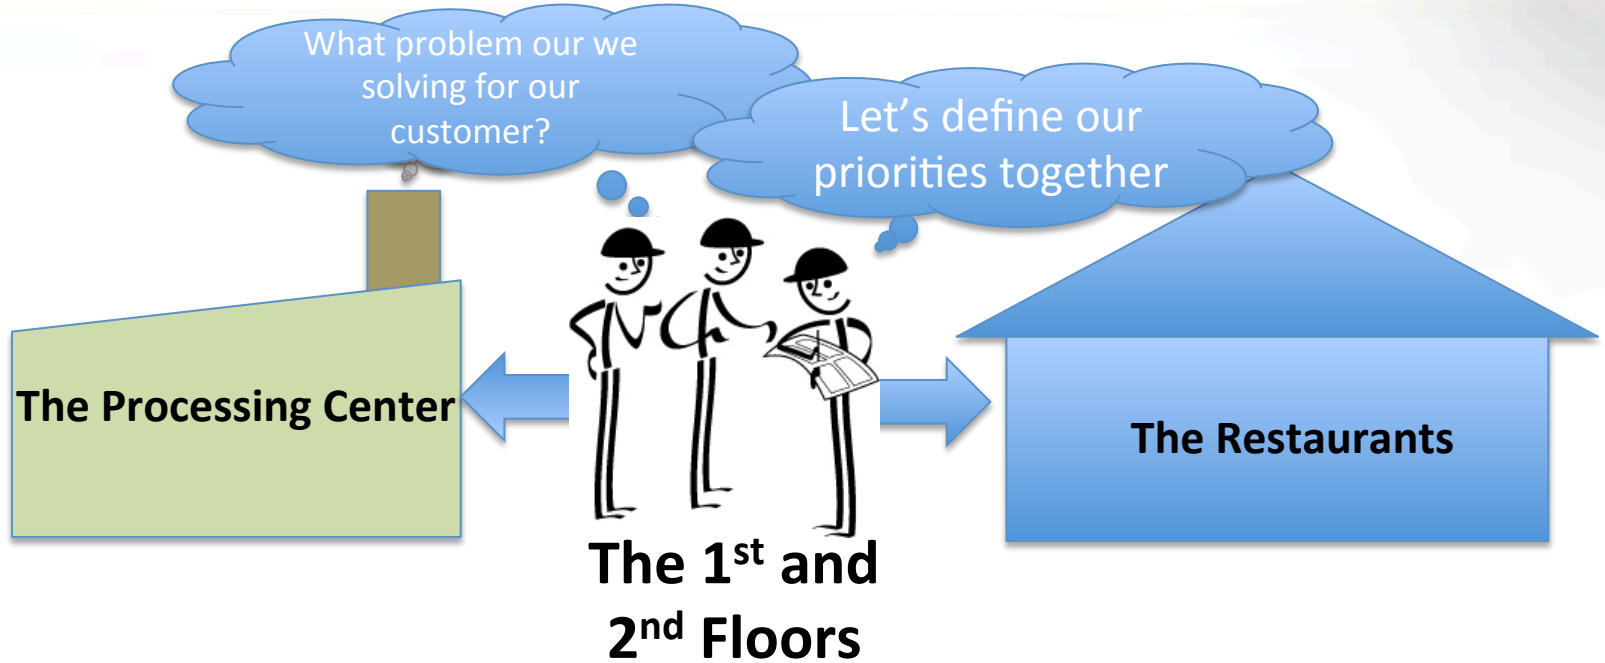 What problem our we
solving for our
customer?
Let's define our
priorities together
The Processing Center
The Restaurants
The 1st and
2nd Floors